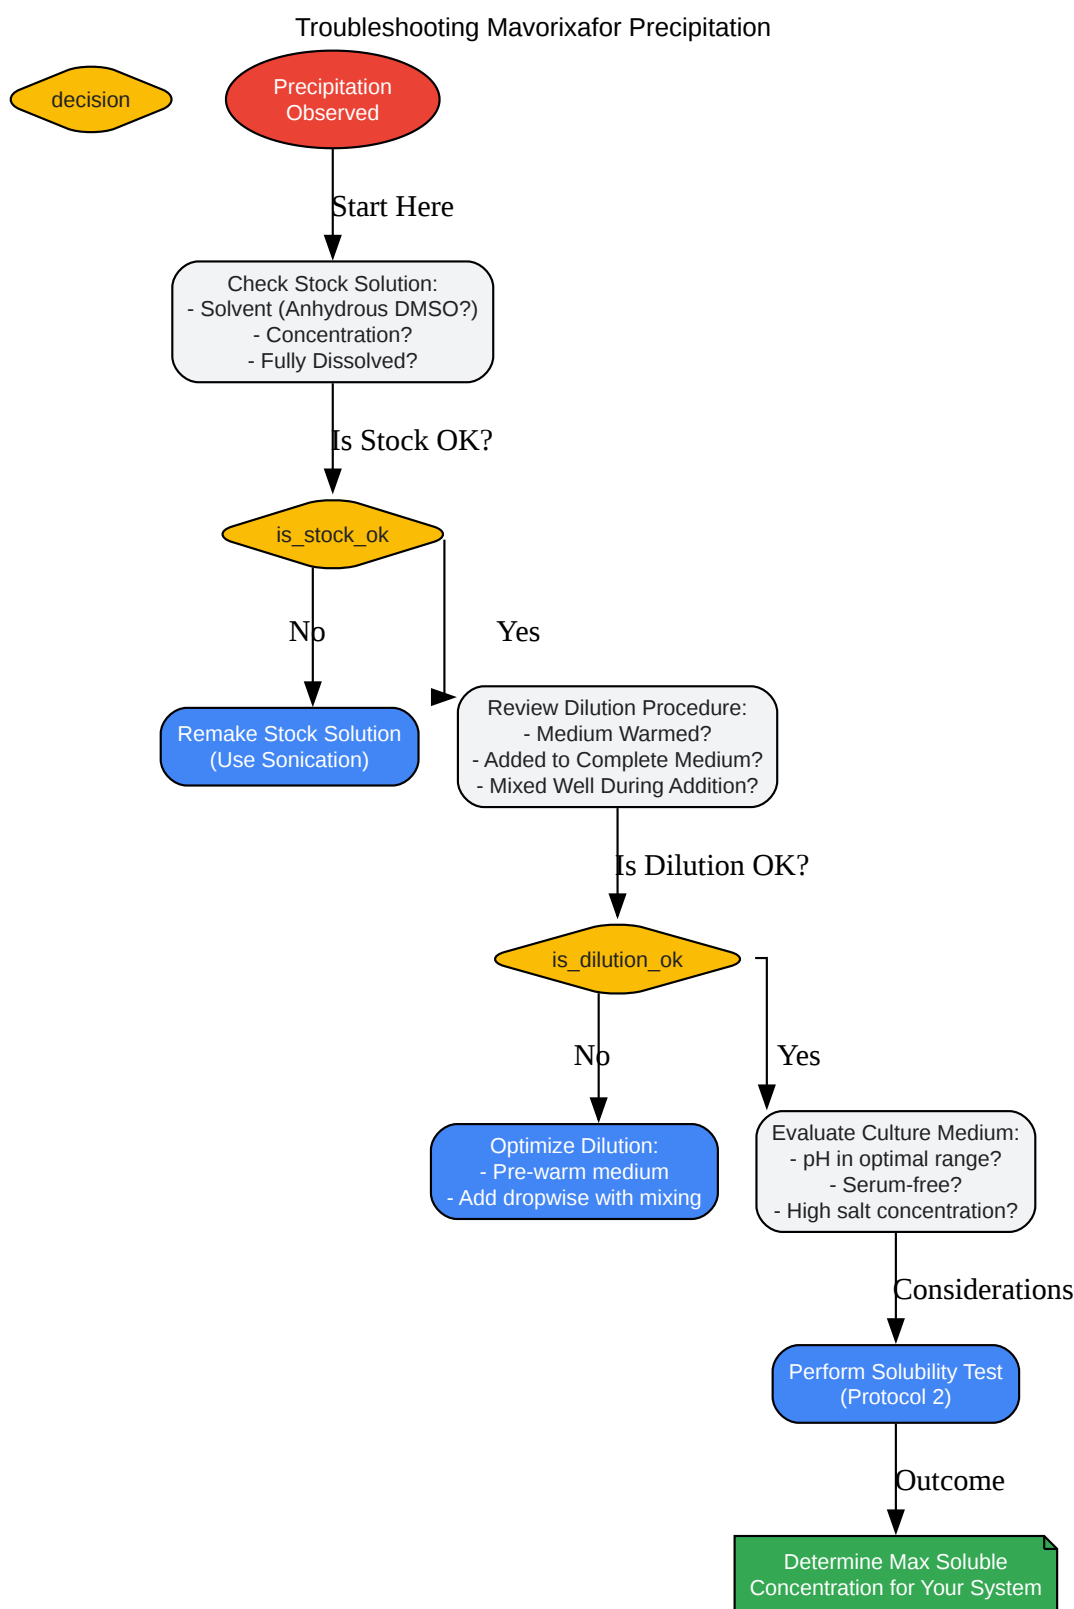 Troubleshooting Mavorixafor Precipitation
decision
Precipitation
Observed
Start Here
Check Stock Solution:
- Solvent (Anhydrous DMSO?)
- Concentration?
- Fully Dissolved?
Is Stock OK?
is_stock_ok
No
Yes
Remake Stock Solution
(Use Sonication)
Review Dilution Procedure:
- Medium Warmed?
- Added to Complete Medium?
- Mixed Well During Addition?
Is Dilution OK?
is_dilution_ok
No
Yes
Optimize Dilution:
- Pre-warm medium
- Add dropwise with mixing
Evaluate Culture Medium:
- pH in optimal range?
- Serum-free?
- High salt concentration?
Considerations
Perform Solubility Test
(Protocol 2)
Outcome
Determine Max Soluble
Concentration for Your System